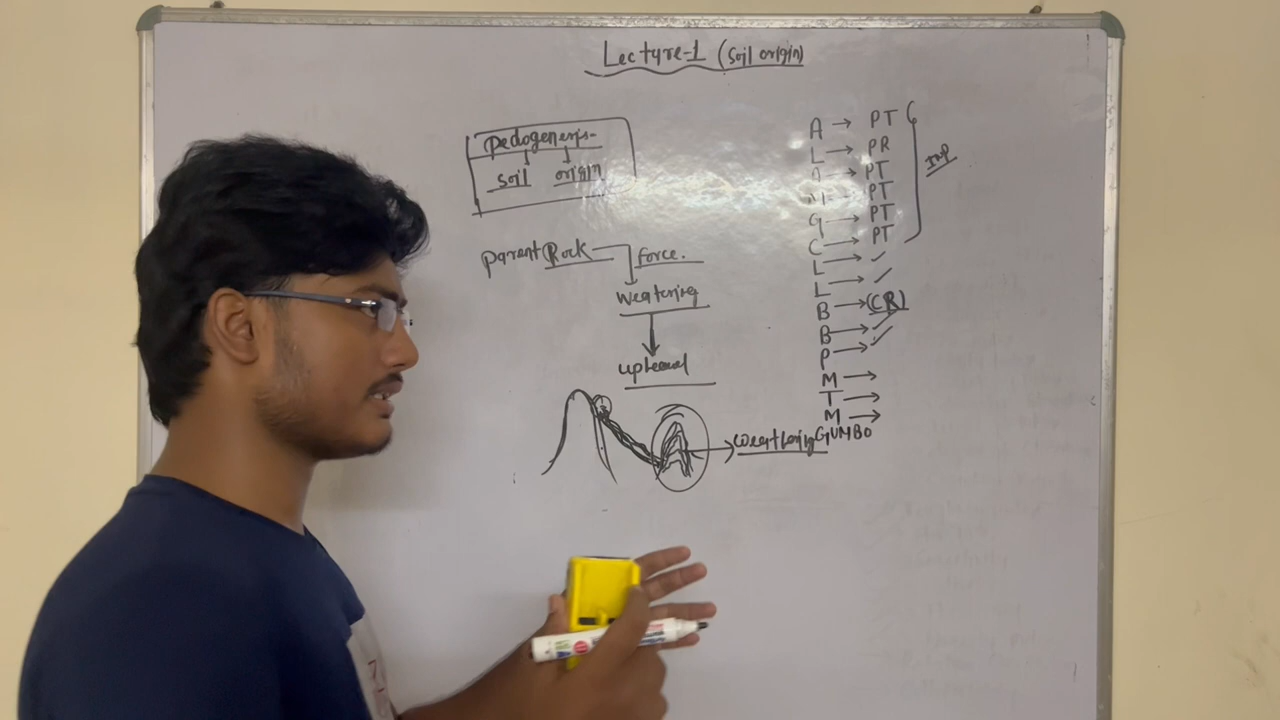 Lecture-1 (soil origin)
pedogenesis-
soil origin
parent Rock force.
weatering
upheaval
weathering
A → PT
L → PR
A → PT
M → PT
G → PT
C → PT
L → ✓
L → ✓
B → (CR)
B → ✓
P → ✓
M →
T →
M →
GUMBO
IMP